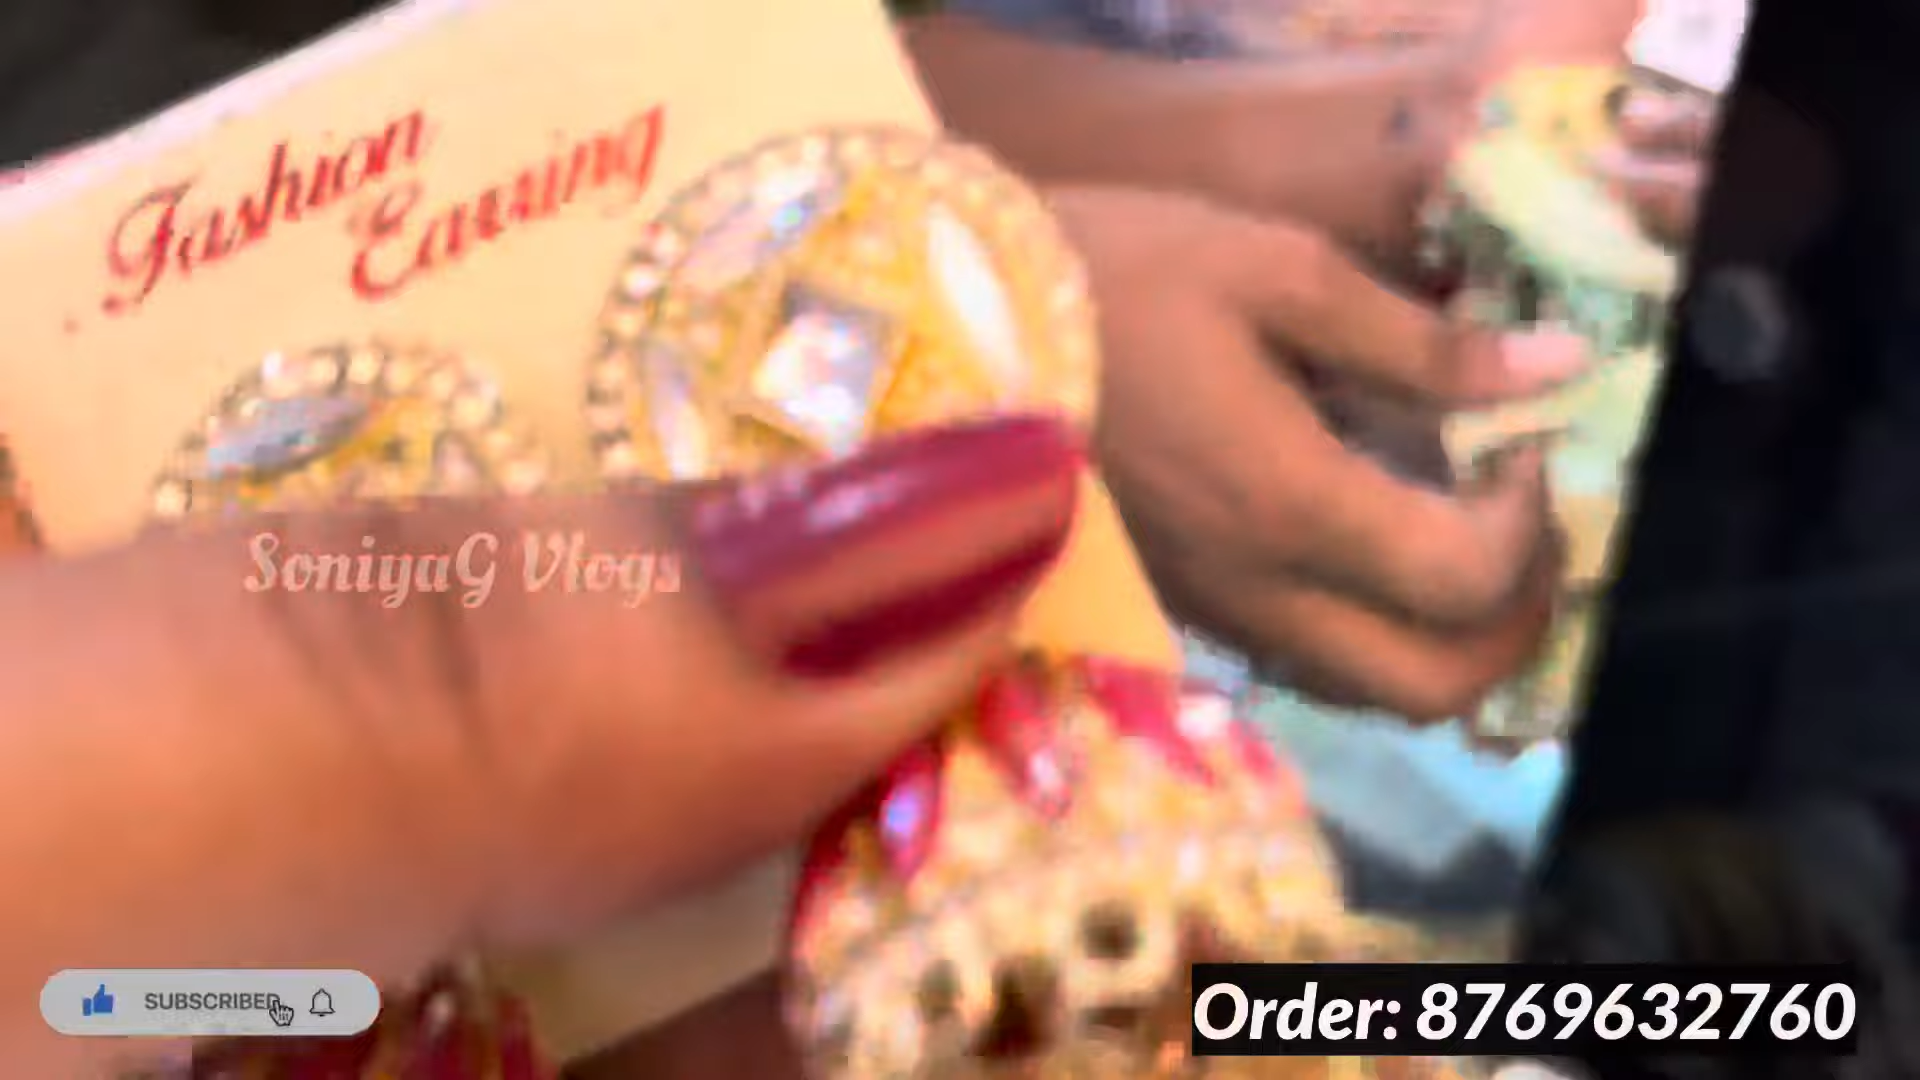 Fashion
Earring
SoniyaG Vlogs
SUBSCRIBED
Order: 8769632760